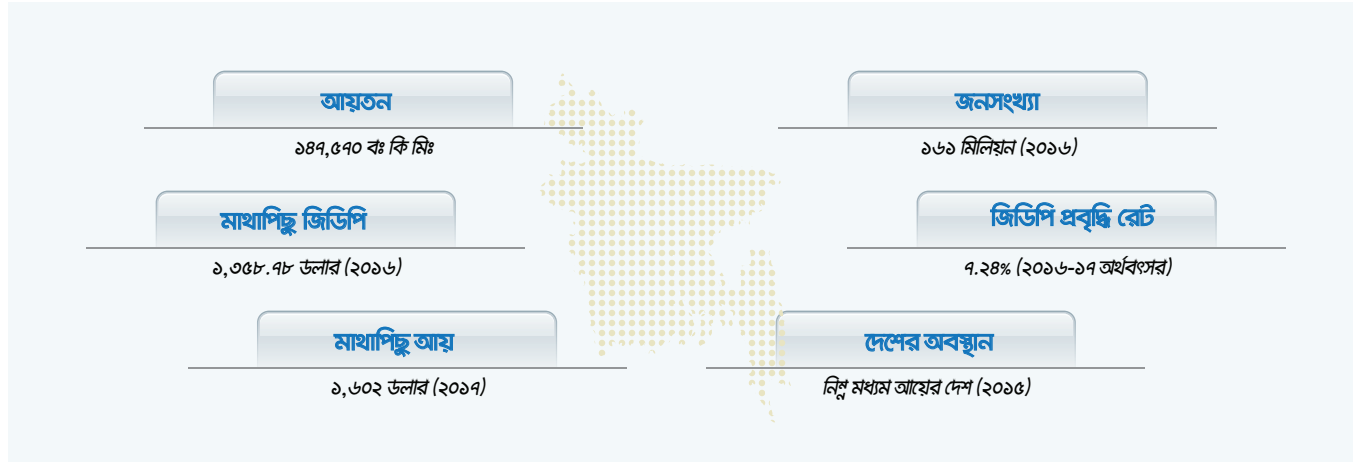 আয়তন
১৪৭,৫৭০ বঃ কি মিঃ
জনসংখ্যা
১৬১ মিলিয়ন (২০১৬)
মাথাপিছু জিডিপি
১,৩৫৮.৭৮ ডলার (২০১৬)
জিডিপি প্রবৃদ্ধি রেট
৭.২৪% (২০১৬-১৭ অর্থবৎসর)
মাথাপিছু আয়
১,৬০২ ডলার (২০১৭)
দেশের অবস্থান
নিম্ন মধ্যম আয়ের দেশ (২০১৫)